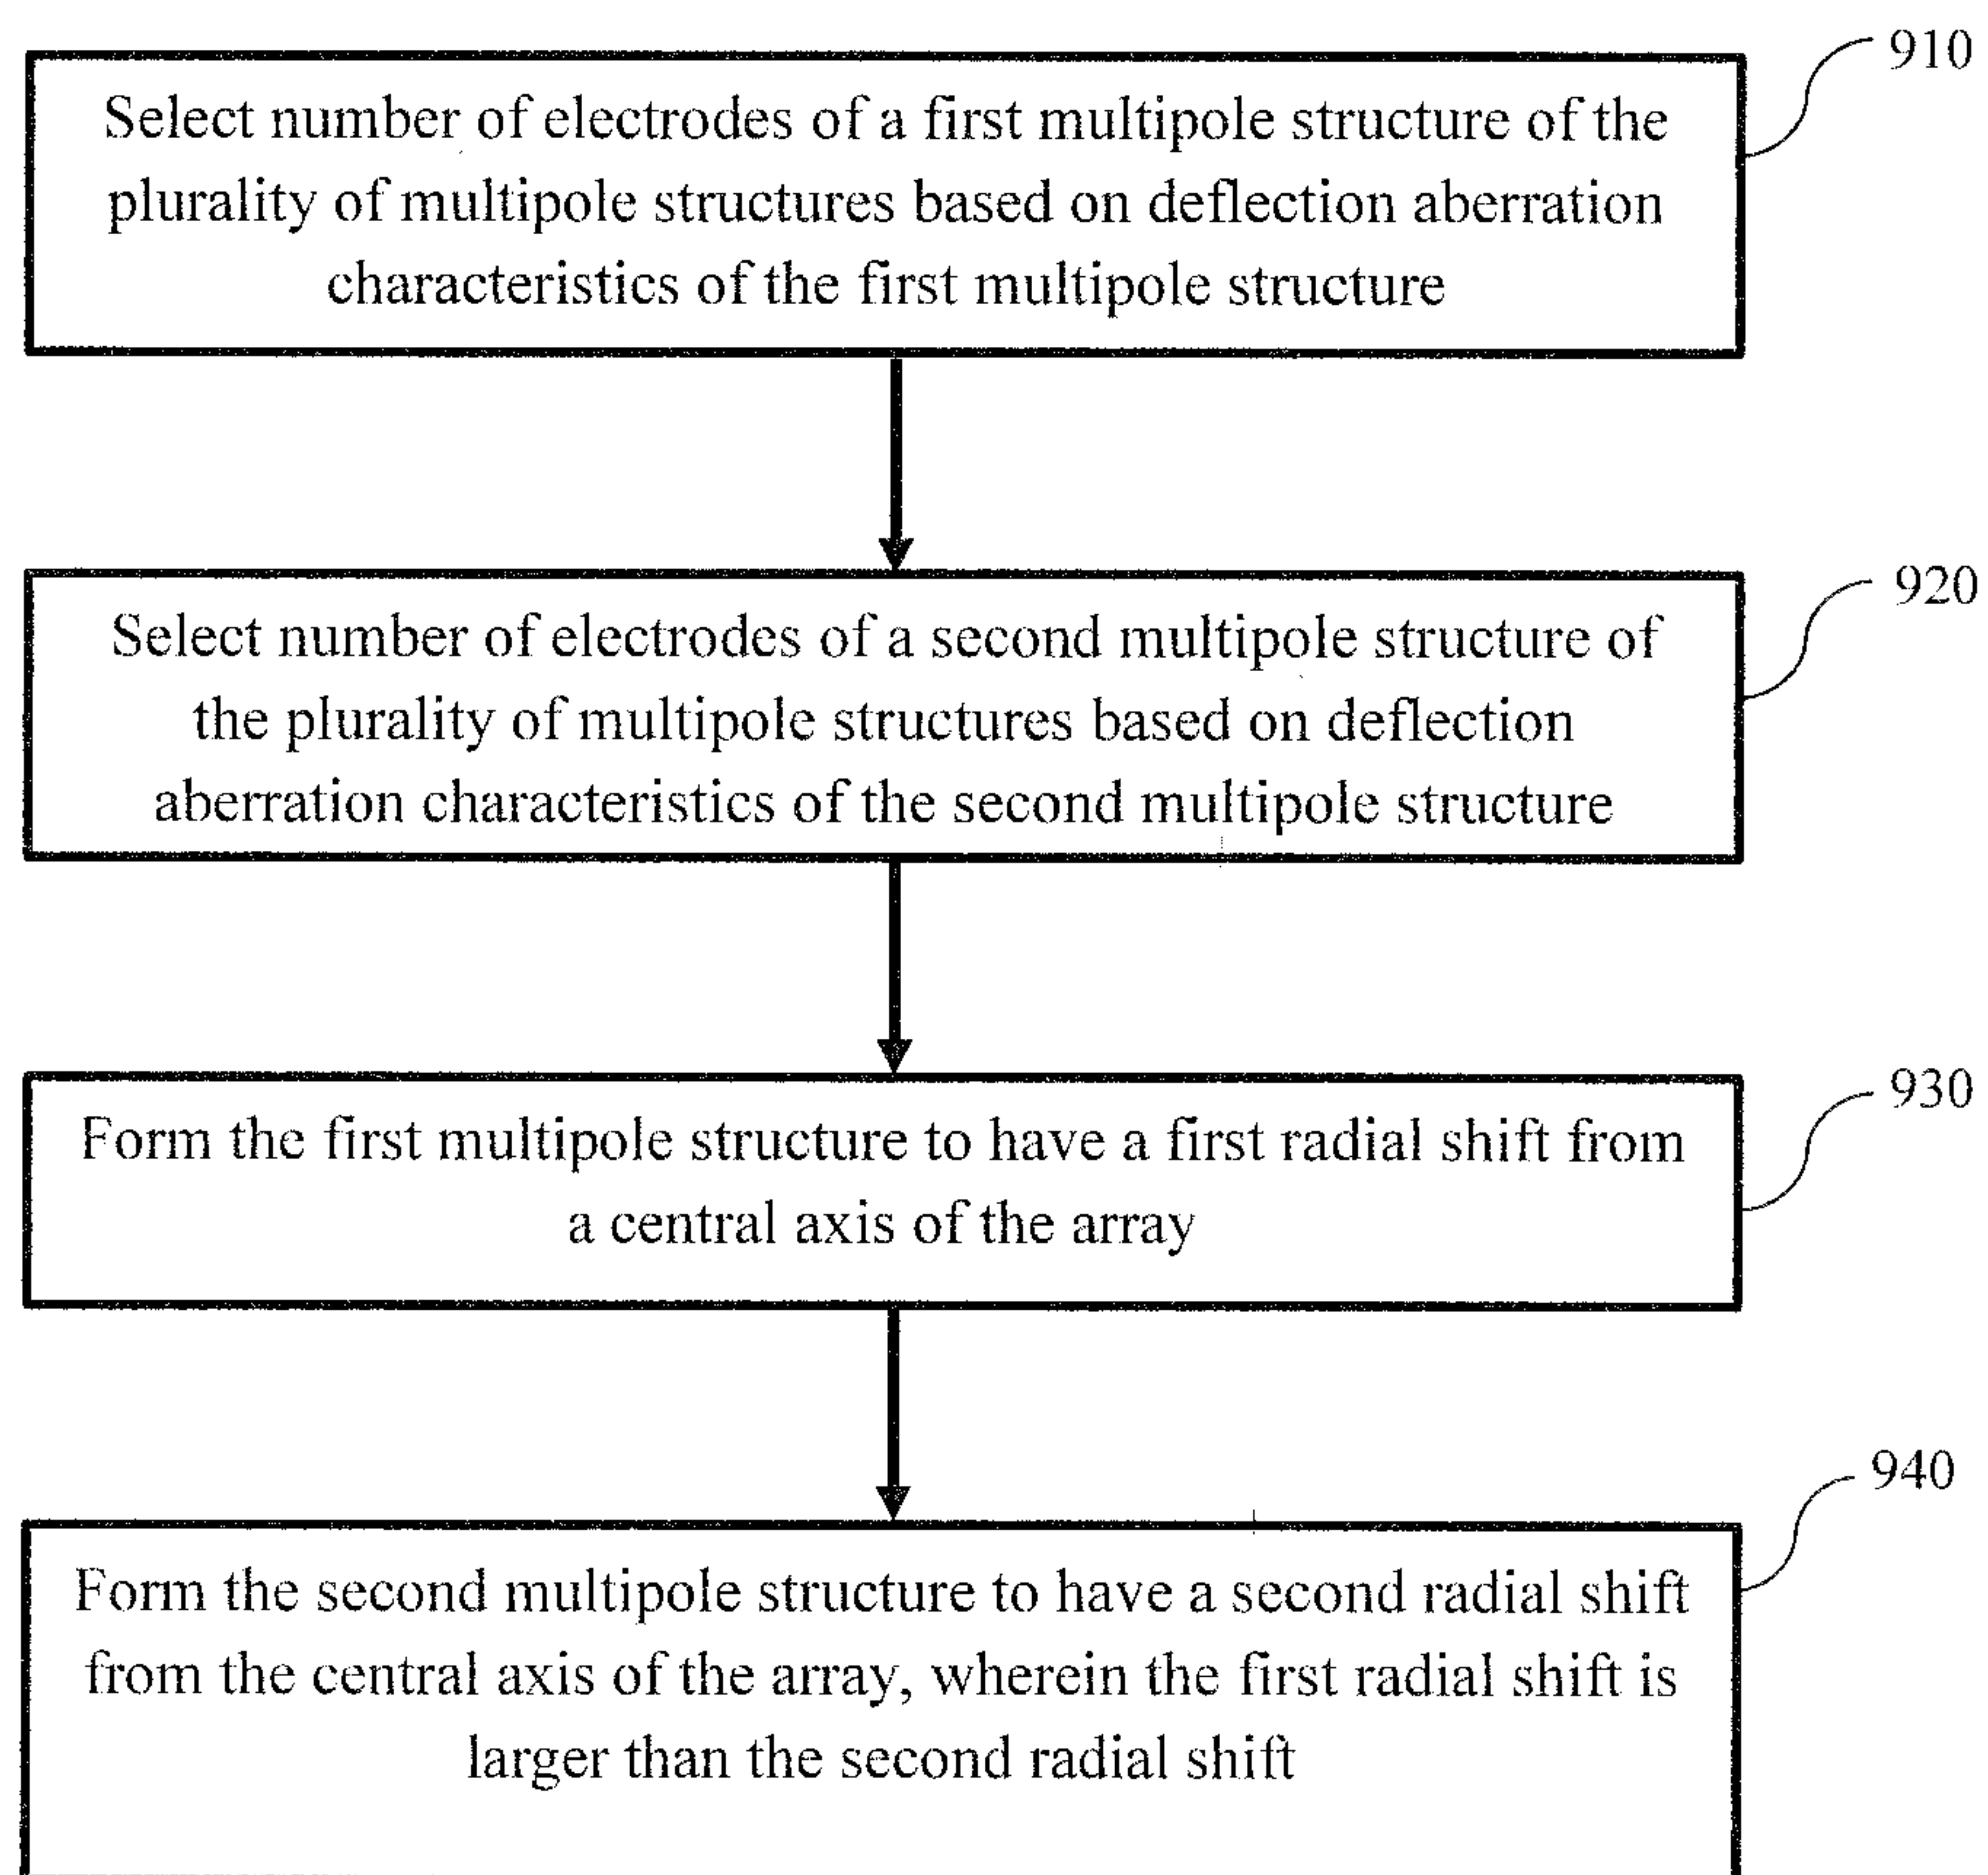 910
Select number of electrodes of a first multipole structure of the
plurality of multipole structures based on deflection aberration
characteristics of the first multipole structure
920
Select number of electrodes of a second multipole structure of
the plurality of multipole structures based on deflection
aberration characteristics of the second multipole structure
930
Form the first multipole structure to have a first radial shift from
a central axis of the array
940
Form the second multipole structure to have a second radial shift
from the central axis of the array, wherein the first radial shift is
larger than the second radial shift